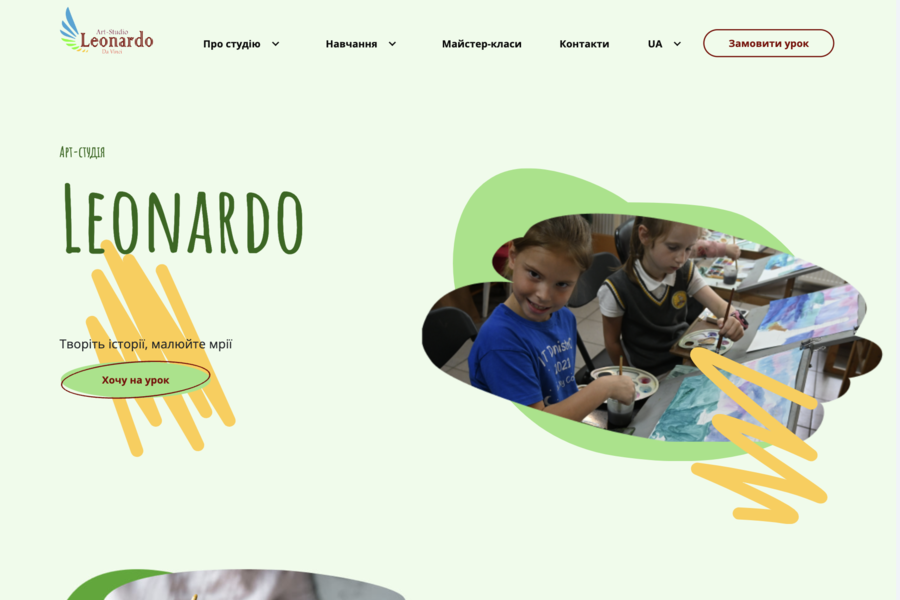 Art-Studio
Leonardo
Da Vinci
Про студію
Навчання
Майстер-класи
Контакти
UA
Замовити урок
Арт-студія
Leonardo
Творіть історії, малюйте мрії
Хочу на урок
2021